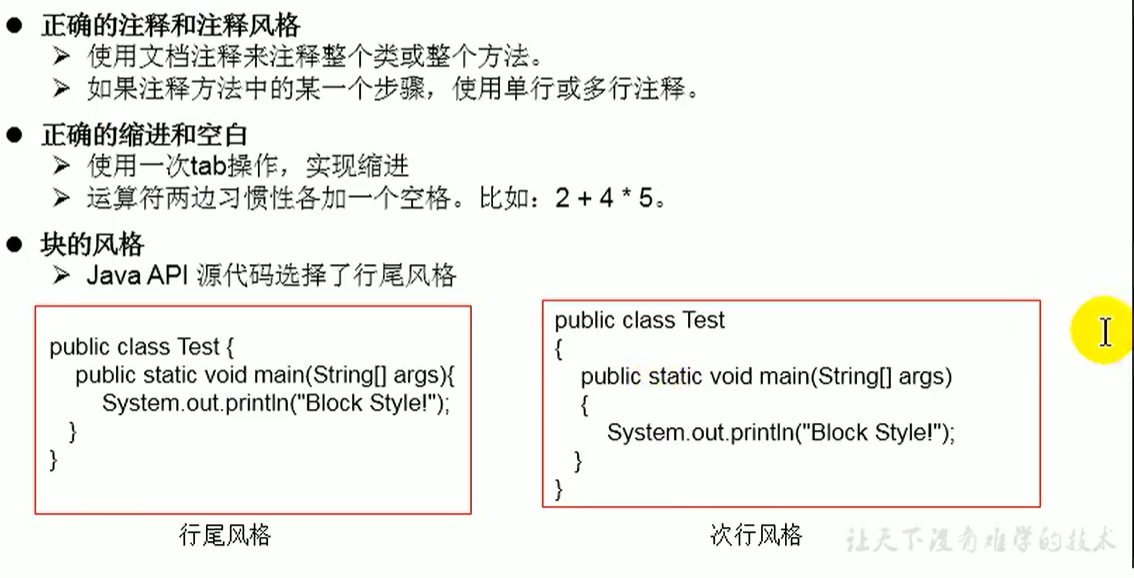 ● 正确的注释和注释风格
➢ 使用文档注释来注释整个类或整个方法。
➢ 如果注释方法中的某一个步骤，使用单行或多行注释。
● 正确的缩进和空白
➢ 使用一次tab操作，实现缩进
➢ 运算符两边习惯性各加一个空格。比如：2 + 4 * 5。
● 块的风格
➢ Java API 源代码选择了行尾风格
public class Test {
public static void main(String[] args){
System.out.println("Block Style!");
}
}
行尾风格
public class Test
{
public static void main(String[] args)
{
System.out.println("Block Style!");
}
}
次行风格
让天下没有难学的技术